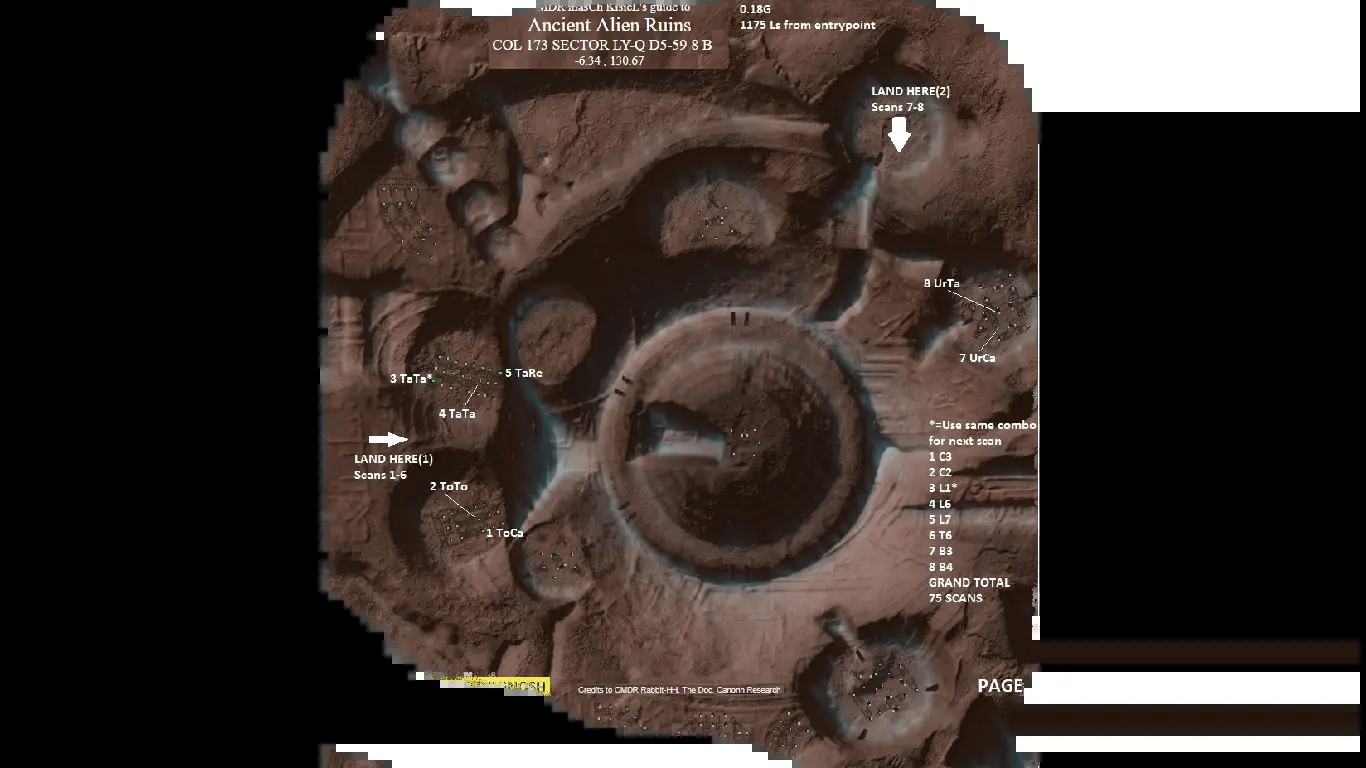 CMDR masCh KisieL's guide to
Ancient Alien Ruins
COL 173 SECTOR LY-Q D5-59 8 B
-6.34 , 130.67
0.18G
1175 Ls from entrypoint
LAND HERE(2)
Scans 7-8
8 UrTa
7 UrCa
3 TaTa*
5 TaRe
4 TaTa
LAND HERE(1)
Scans 1-6
2 ToTo
1 ToCa
*=Use same combo
for next scan
1 C3
2 C2
3 L1*
4 L6
5 L7
6 T6
7 B3
8 B4
GRAND TOTAL
75 SCANS
Credits to CMDR Rabbit-HH, The Doc, Canonn Research
PAGE